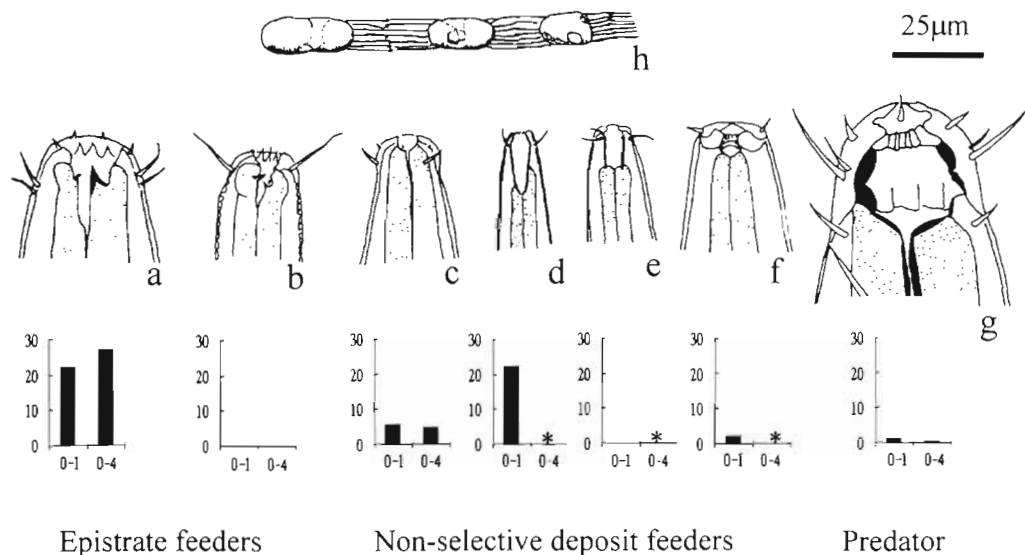 25µm
h
a
b
c
d
e
f
g
30 30 30 30 30 30 30
20 20 20 20 20 20 20
10 10 10 10 10 10 10
0 0 0 * 0 * 0 * 0
0-1 0-4 0-1 0-4 0-1 0-4 0-1 0-4 0-1 0-4 0-1 0-4 0-1 0-4
Epistrate feeders Non-selective deposit feeders Predator